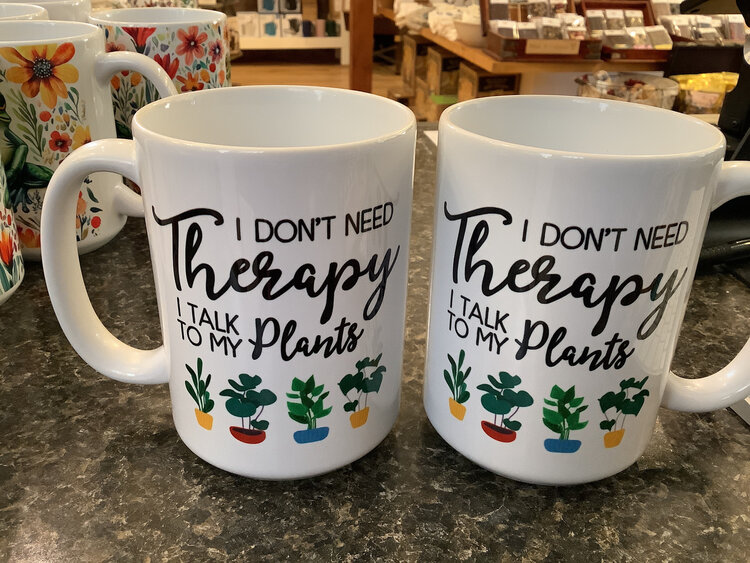 I DON'T NEED
Therapy
I TALK
TO MY Plants
I DON'T NEED
Therapy
I TALK
TO MY Plants